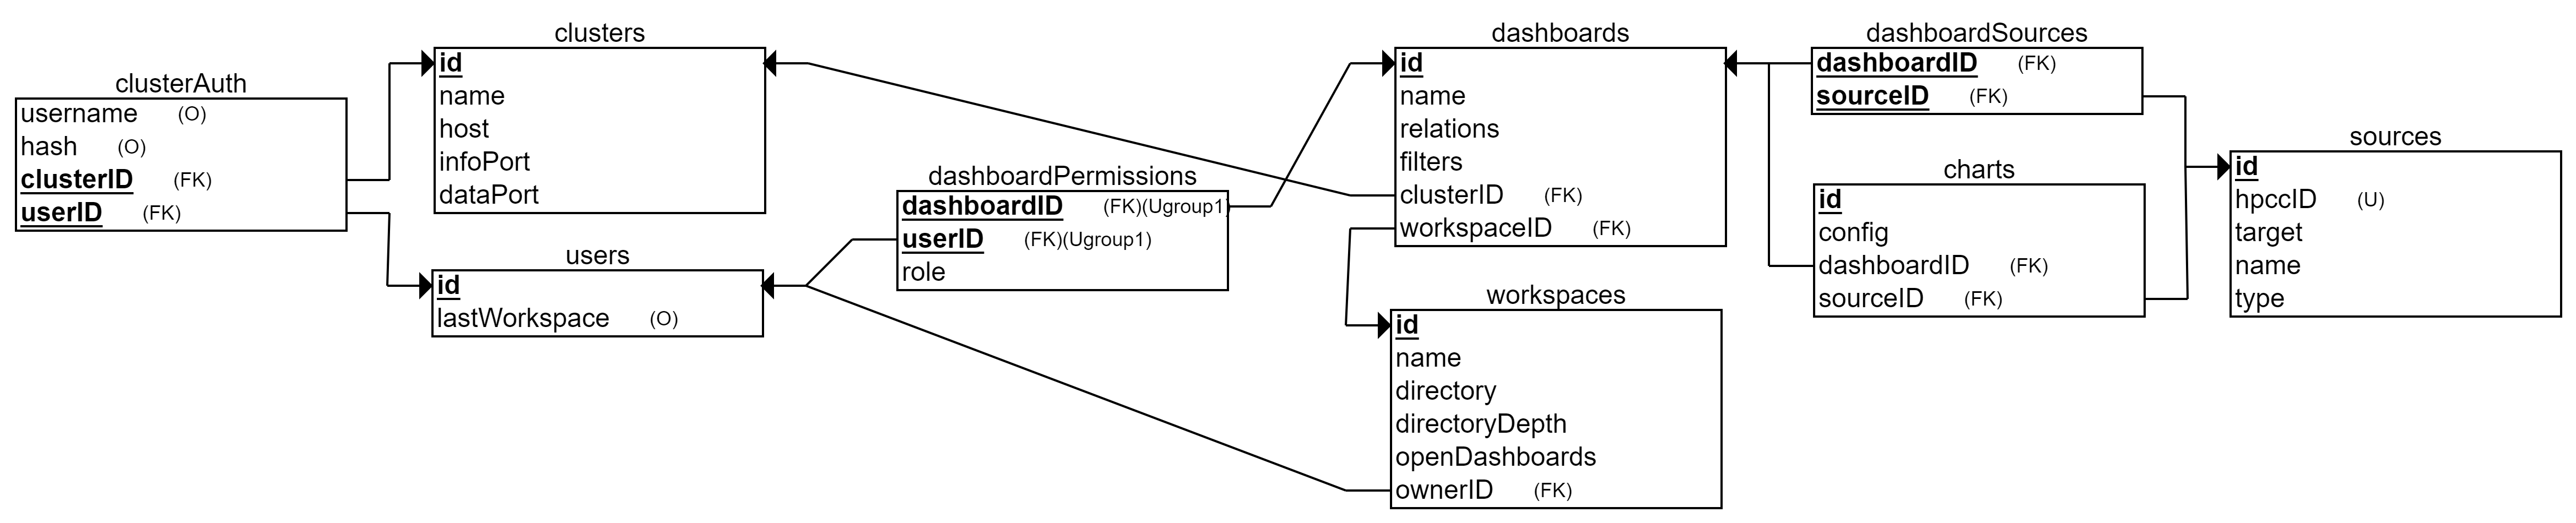 clusterAuth
username (O)
hash (O)
clusterID (FK)
userID (FK)
clusters
id
name
host
infoPort
dataPort
users
id
lastWorkspace (O)
dashboardPermissions
dashboardID (FK)(Ugroup1)
userID (FK)(Ugroup1)
role
dashboards
id
name
relations
filters
clusterID (FK)
workspaceID (FK)
workspaces
id
name
directory
directoryDepth
openDashboards
ownerID (FK)
dashboardSources
dashboardID (FK)
sourceID (FK)
charts
id
config
dashboardID (FK)
sourceID (FK)
sources
id
hpccID (U)
target
name
type